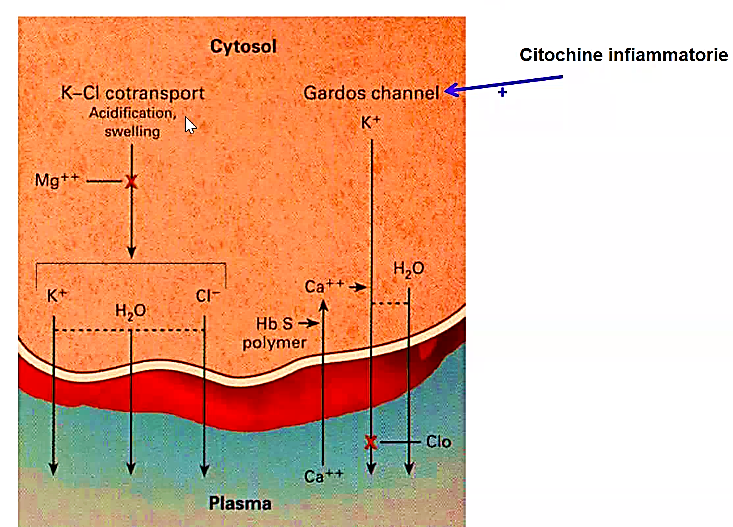 Cytosol
Citochine infiammatorie
+
K–Cl cotransport
Acidification,
swelling
Gardos channel
K⁺
Mg⁺⁺
X
K⁺
H₂O
Cl⁻
Ca⁺⁺
H₂O
Hb S
polymer
X
Clo
Ca⁺⁺
Plasma